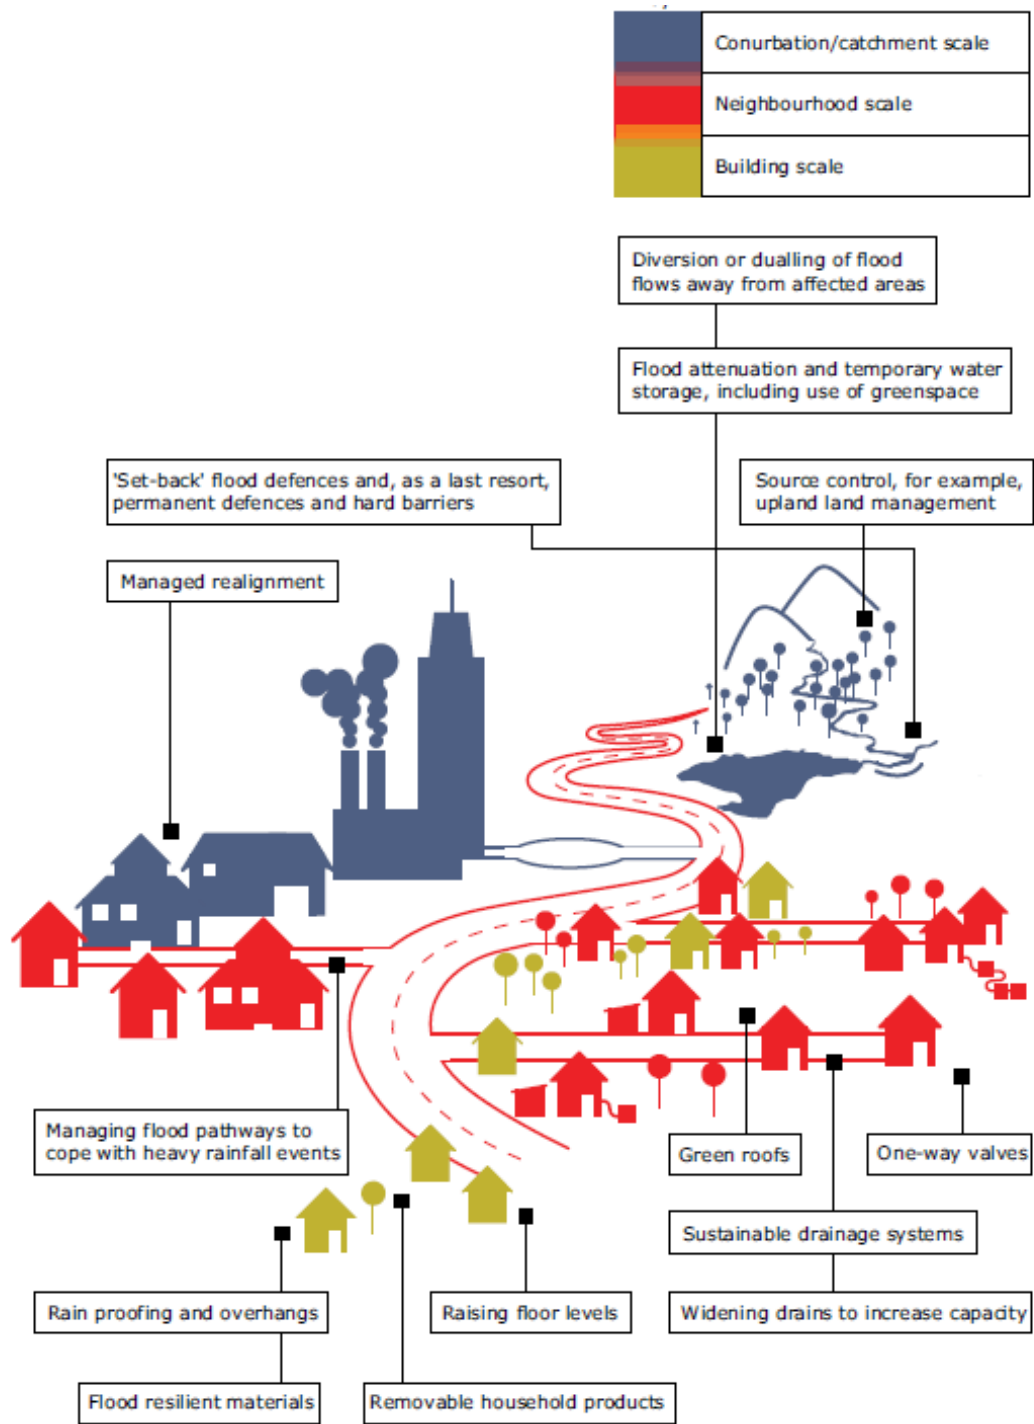 Conurbation/catchment scale
Neighbourhood scale
Building scale
Diversion or dualling of flood
flows away from affected areas
Flood attenuation and temporary water
storage, including use of greenspace
'Set-back' flood defences and, as a last resort,
permanent defences and hard barriers
Source control, for example,
upland land management
Managed realignment
Managing flood pathways to
cope with heavy rainfall events
Green roofs
One-way valves
Sustainable drainage systems
Rain proofing and overhangs
Raising floor levels
Widening drains to increase capacity
Flood resilient materials
Removable household products